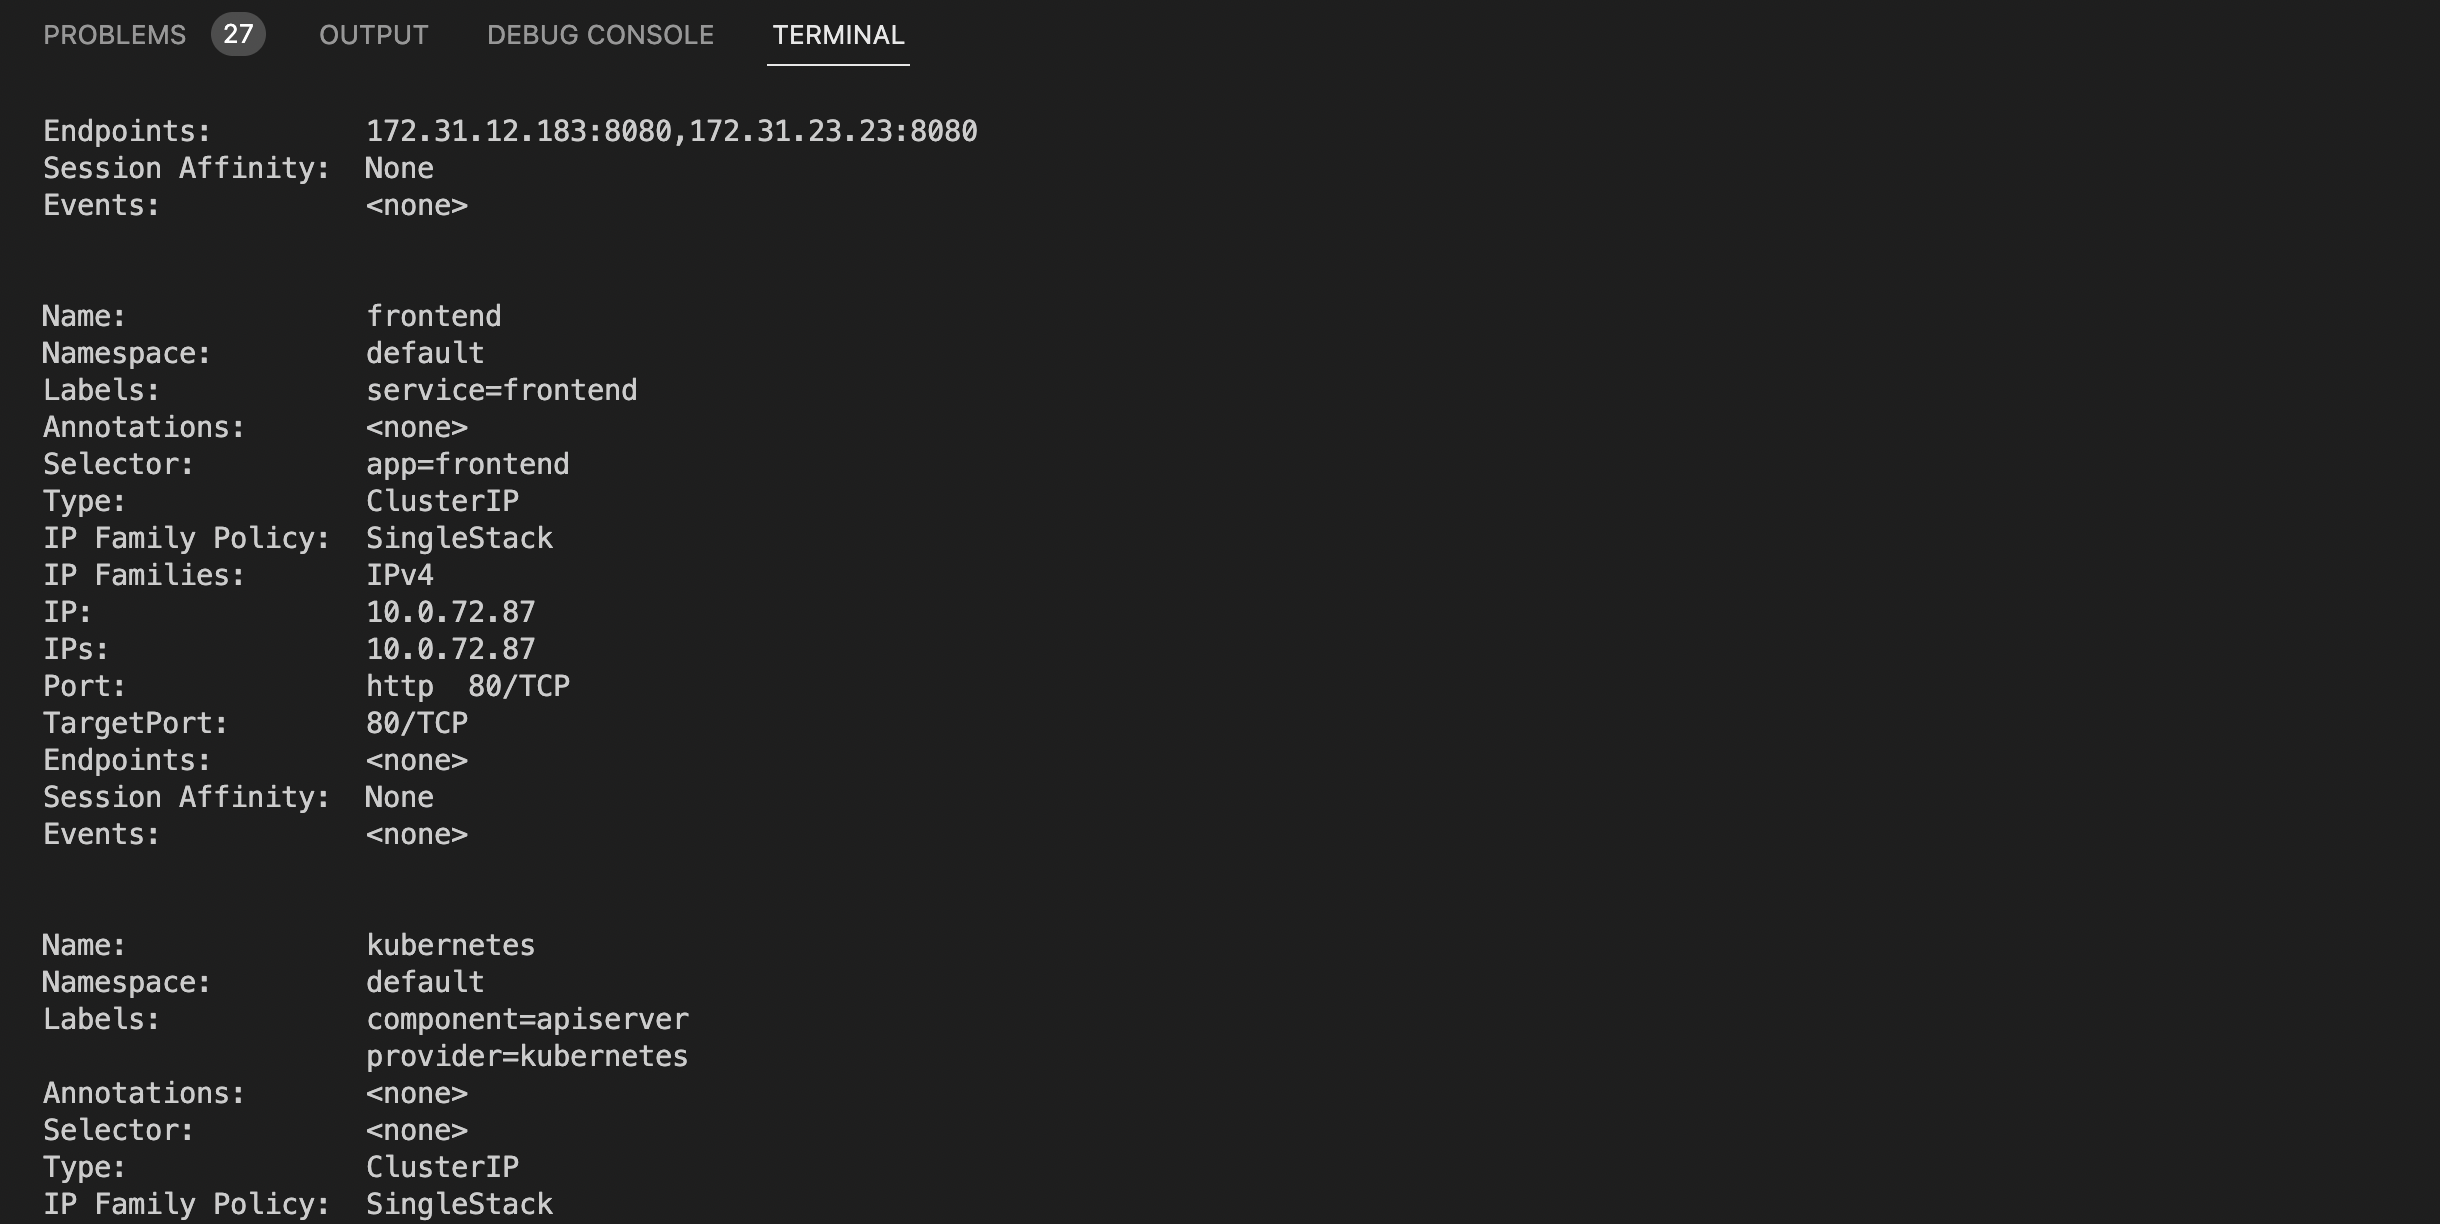 PROBLEMS 27 OUTPUT DEBUG CONSOLE TERMINAL
Endpoints: 172.31.12.183:8080,172.31.23.23:8080
Session Affinity: None
Events: <none>
Name: frontend
Namespace: default
Labels: service=frontend
Annotations: <none>
Selector: app=frontend
Type: ClusterIP
IP Family Policy: SingleStack
IP Families: IPv4
IP: 10.0.72.87
IPs: 10.0.72.87
Port: http 80/TCP
TargetPort: 80/TCP
Endpoints: <none>
Session Affinity: None
Events: <none>
Name: kubernetes
Namespace: default
Labels: component=apiserver
provider=kubernetes
Annotations: <none>
Selector: <none>
Type: ClusterIP
IP Family Policy: SingleStack